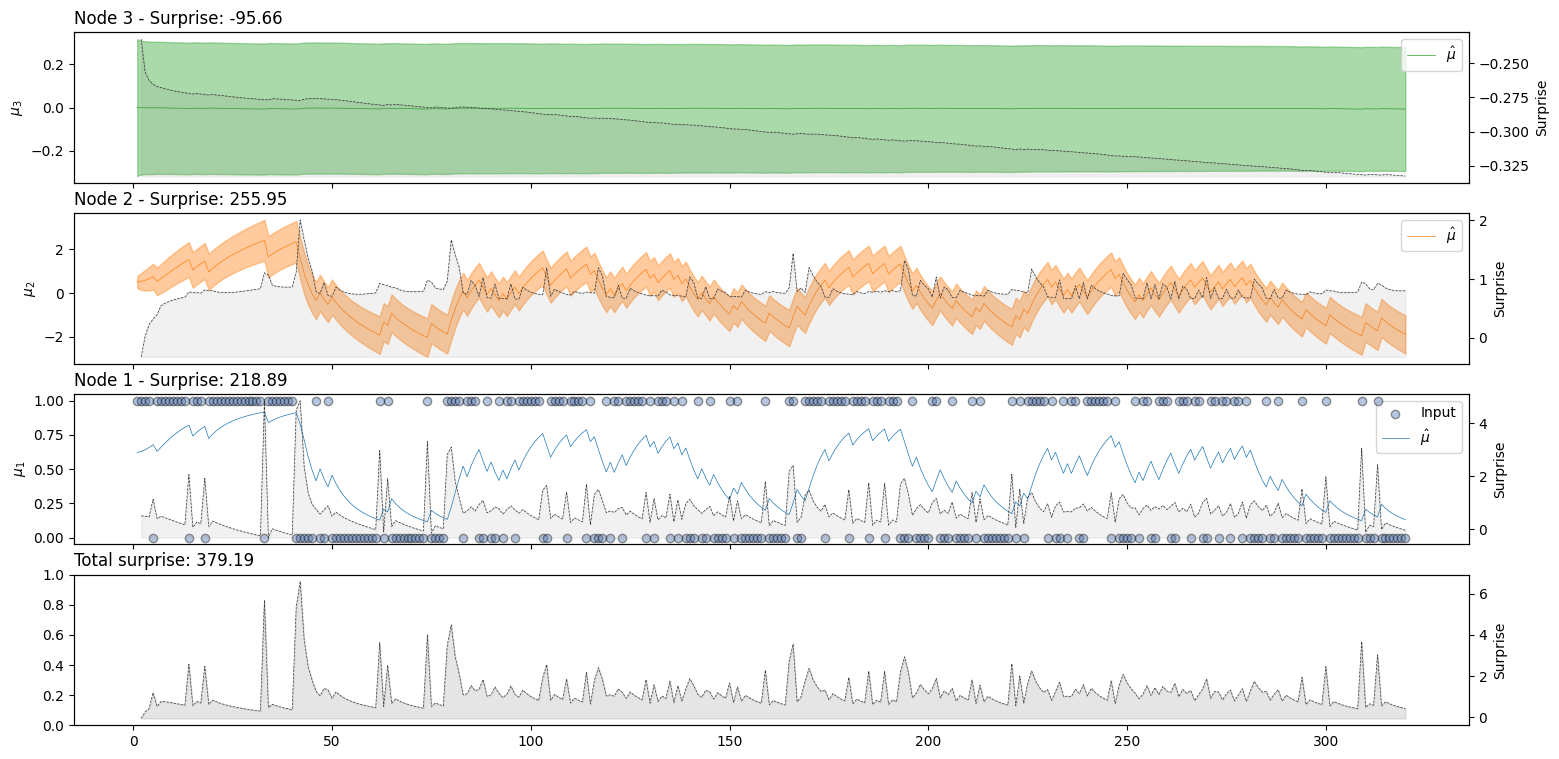 Node 3 - Surprise: -95.66
0.2
0.0
−0.2
μ3
μ̂
−0.250
−0.275
−0.300
−0.325
Surprise
Node 2 - Surprise: 255.95
2
0
−2
μ2
μ̂
2
1
0
Surprise
Node 1 - Surprise: 218.89
1.00
0.75
0.50
0.25
0.00
μ1
Input
μ̂
4
2
0
Surprise
Total surprise: 379.19
1.0
0.8
0.6
0.4
0.2
0.0
6
4
2
0
Surprise
0 50 100 150 200 250 300